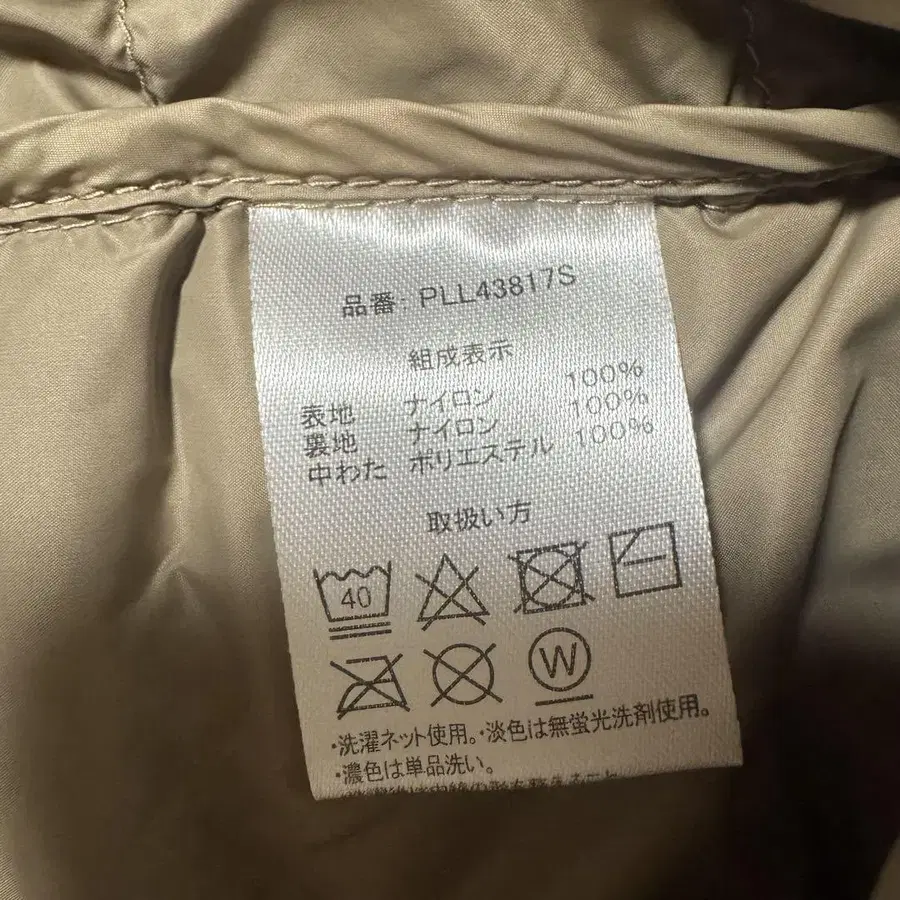 品番: PLL43817S
組成表示
表地 ナイロン 100%
裏地 ナイロン 100%
中わた ポリエステル 100%
取扱い方
40
W
・洗濯ネット使用。・淡色は無蛍光洗剤使用。
・濃色は単品洗い。